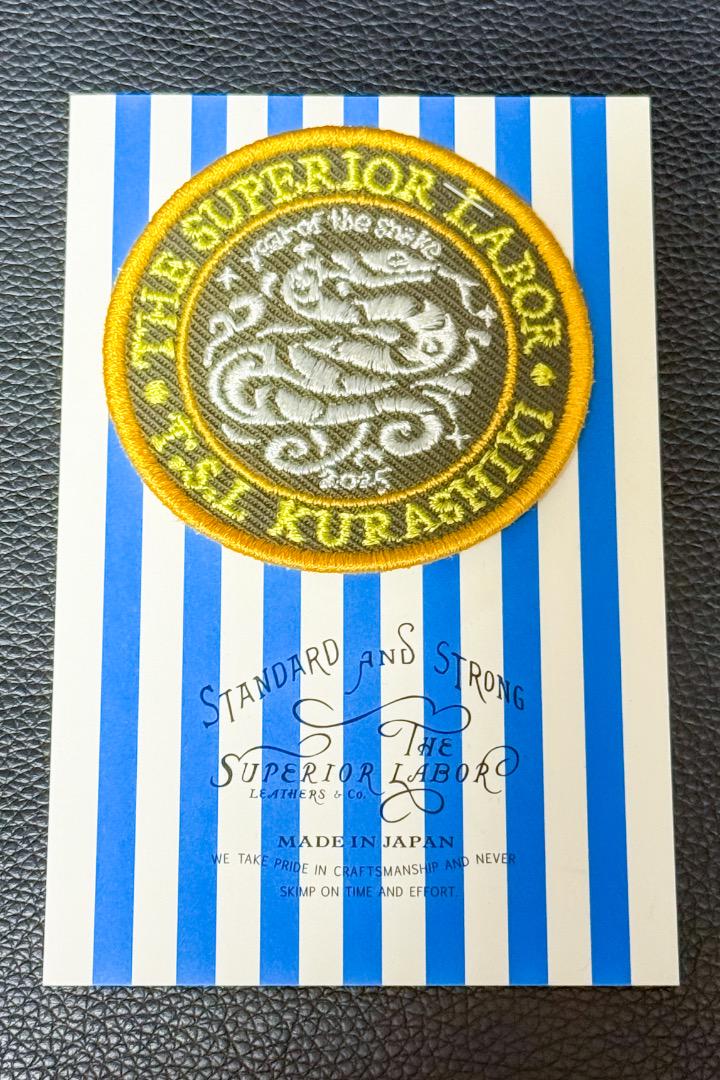 THE SUPERIOR LABOR
year of the snake
2025
T.S.L KURASHIKI
STANDARD AND STRONG
THE
SUPERIOR LABOR
LEATHERS & Co.
MADE IN JAPAN
WE TAKE PRIDE IN CRAFTSMANSHIP AND NEVER
SKIMP ON TIME AND EFFORT.